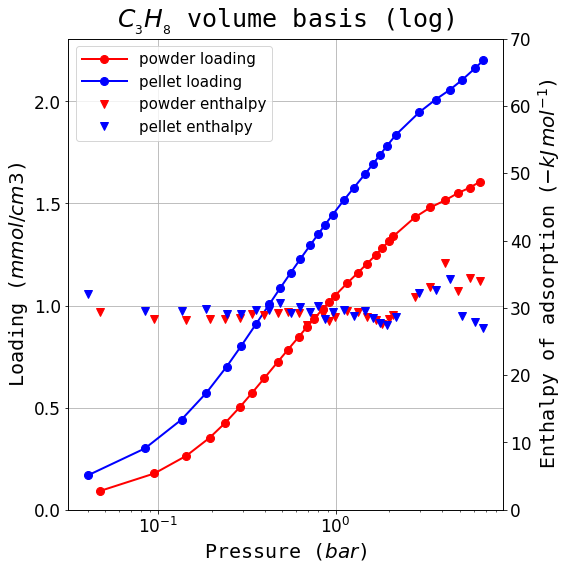 C₃H₈ volume basis (log)
powder loading
pellet loading
powder enthalpy
pellet enthalpy
Loading (mmol/cm3)
0.0
0.5
1.0
1.5
2.0
10⁻¹
10⁰
Pressure (bar)
0
10
20
30
40
50
60
70
Enthalpy of adsorption (−kJmol⁻¹)